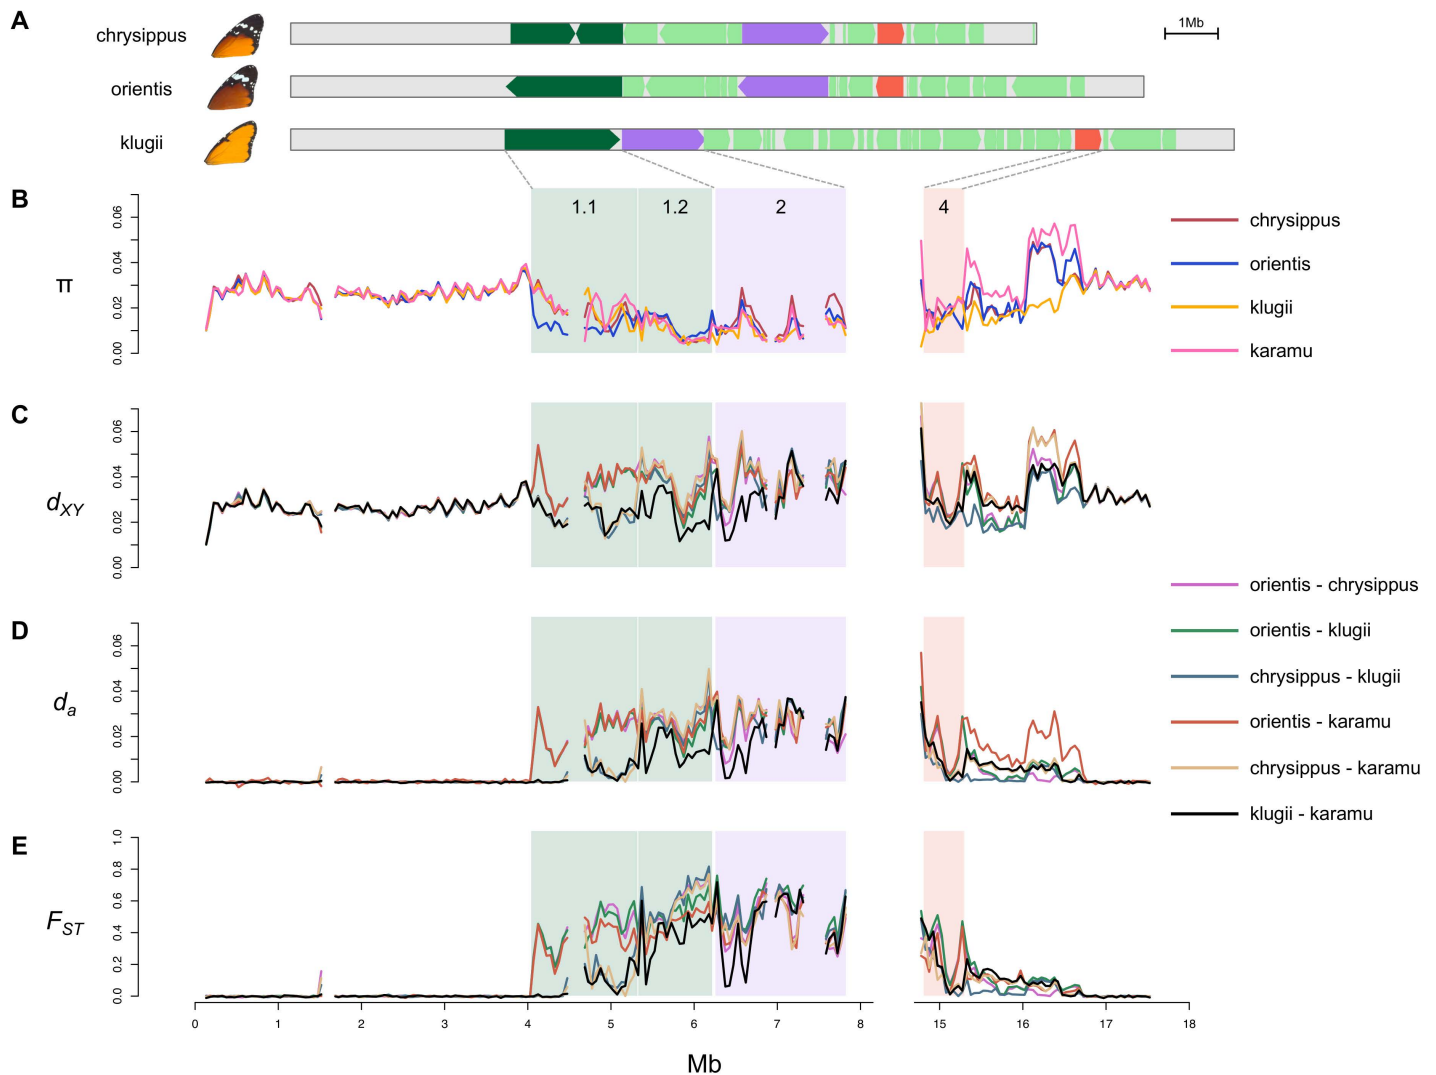 A
chrysippus
1Mb
orientis
klugii
B
1.1
1.2
2
4
π
0.00
0.02
0.04
0.06
chrysippus
orientis
klugii
karamu
C
dXY
0.00
0.02
0.04
0.06
orientis - chrysippus
orientis - klugii
chrysippus - klugii
orientis - karamu
chrysippus - karamu
klugii - karamu
D
da
0.00
0.02
0.04
0.06
E
FST
0.0
0.2
0.4
0.6
0.8
1.0
0 1 2 3 4 5 6 7 8 15 16 17 18
Mb